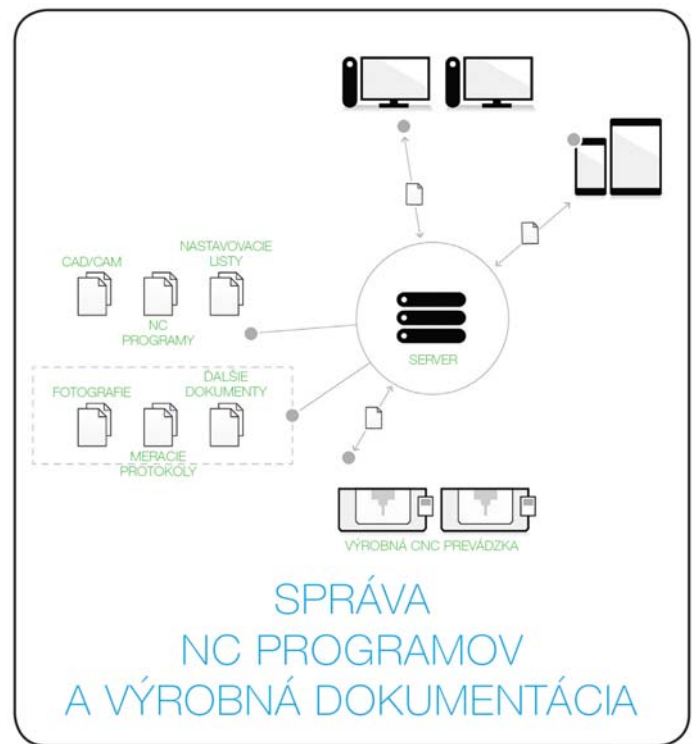 CAD/CAM
NASTAVOVACIE
LISTY
NC
PROGRAMY
SERVER
FOTOGRAFIE
ĎALŠIE
DOKUMENTY
MERACIE
PROTOKOLY
VÝROBNÁ CNC PREVÁDZKA
SPRÁVA
NC PROGRAMOV
A VÝROBNÁ DOKUMENTÁCIA